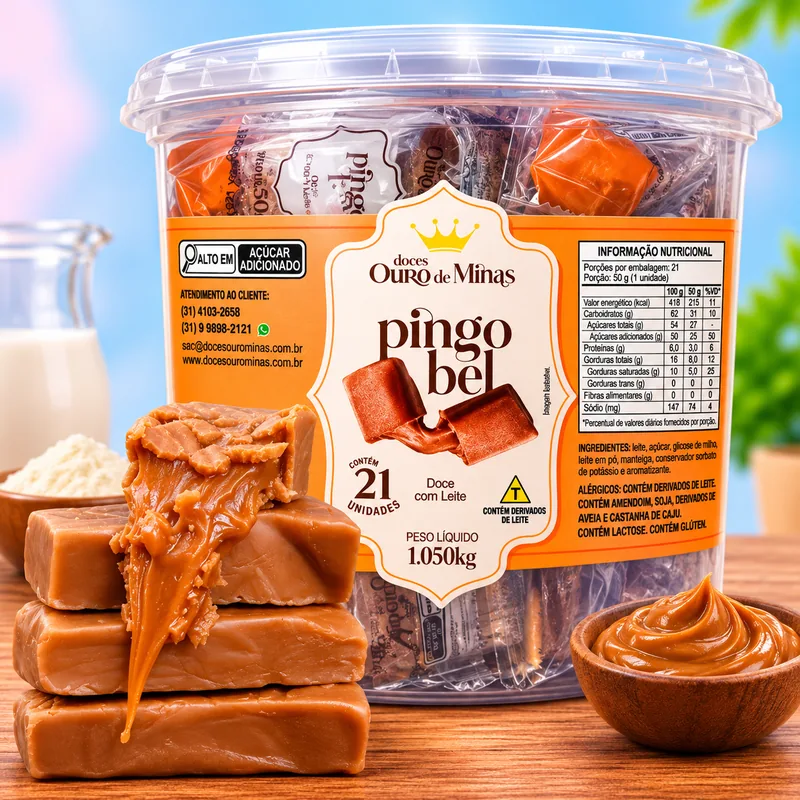 pingo
ALTO EM
AÇÚCAR
ADICIONADO
ATENDIMENTO AO CLIENTE:
(31) 4103-2658
(31) 9 9898-2121
sac@docesourominas.com.br
www.docesourominas.com.br
doces
OURO de MINAS
pingo
bel
Imagem ilustrativa.
CONTÉM
21
UNIDADES
Doce
com Leite
T
CONTÉM DERIVADOS
DE LEITE
PESO LÍQUIDO
1.050kg
INFORMAÇÃO NUTRICIONAL
Porções por embalagem: 21
Porção: 50 g (1 unidade)
100 g 50 g %VD*
Valor energético (kcal) 418 215 11
Carboidratos (g) 62 31 10
Açúcares totais (g) 54 27 -
Açúcares adicionados (g) 50 25 50
Proteínas (g) 6,0 3,0 6
Gorduras totais (g) 16 8,0 12
Gorduras saturadas (g) 10 5,0 25
Gorduras trans (g) 0 0 0
Fibras alimentares (g) 0 0 0
Sódio (mg) 147 74 4
*Percentual de valores diários fornecidos por porção.
INGREDIENTES: leite, açúcar, glicose de milho,
leite em pó, manteiga, conservador sorbato
de potássio e aromatizante.
ALÉRGICOS: CONTÉM DERIVADOS DE LEITE.
CONTÉM AMENDOIM, SOJA, DERIVADOS DE
AVEIA E CASTANHA DE CAJU.
CONTÉM LACTOSE. CONTÉM GLÚTEN.